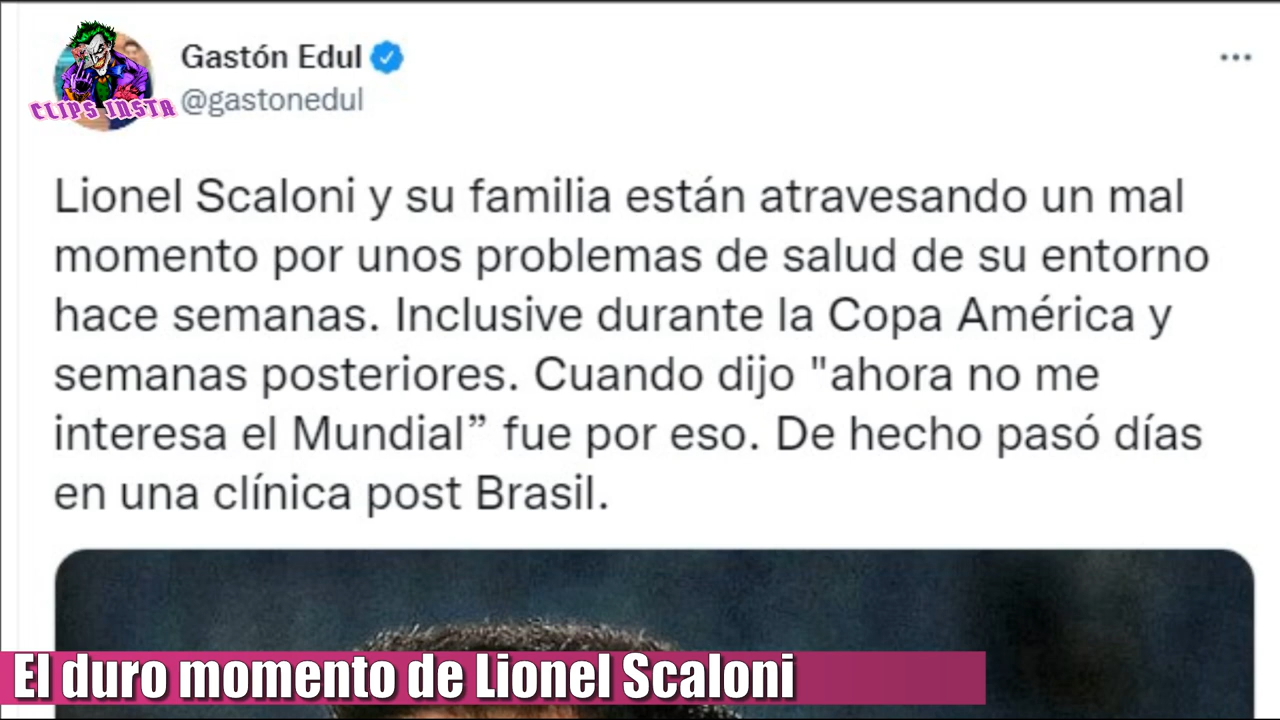 Gastón Edul
CLIPS INSTA
@gastonedul
Lionel Scaloni y su familia están atravesando un mal
momento por unos problemas de salud de su entorno
hace semanas. Inclusive durante la Copa América y
semanas posteriores. Cuando dijo "ahora no me
interesa el Mundial” fue por eso. De hecho pasó días
en una clínica post Brasil.
El duro momento de Lionel Scaloni